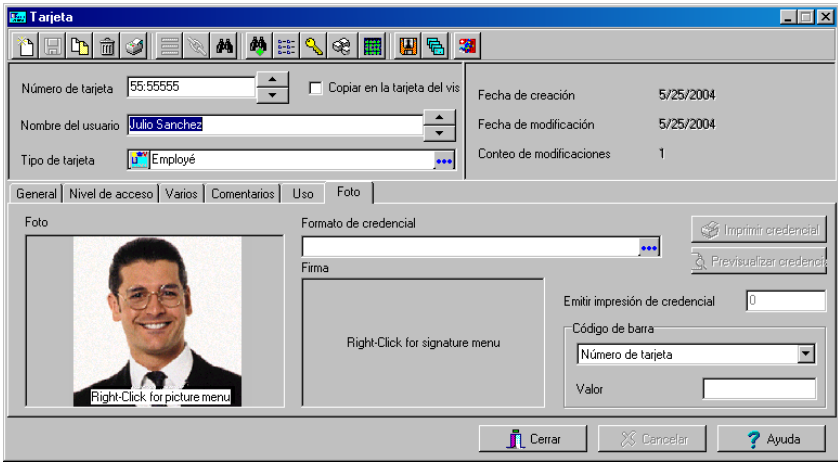 Tarjeta
Número de tarjeta 55:55555
Copiar en la tarjeta del vis
Nombre del usuario Julio Sanchez
Tipo de tarjeta Employé
Fecha de creación 5/25/2004
Fecha de modificación 5/25/2004
Conteo de modificaciones 1
General Nivel de acceso Varios Comentarios Uso Foto
Foto
Right-Click for picture menu
Formato de credencial
Firma
Right-Click for signature menu
Imprimir credencial
Previsualizar credenci
Emitir impresión de credencial 0
Código de barra
Número de tarjeta
Valor
Cerrar Cancelar Ayuda